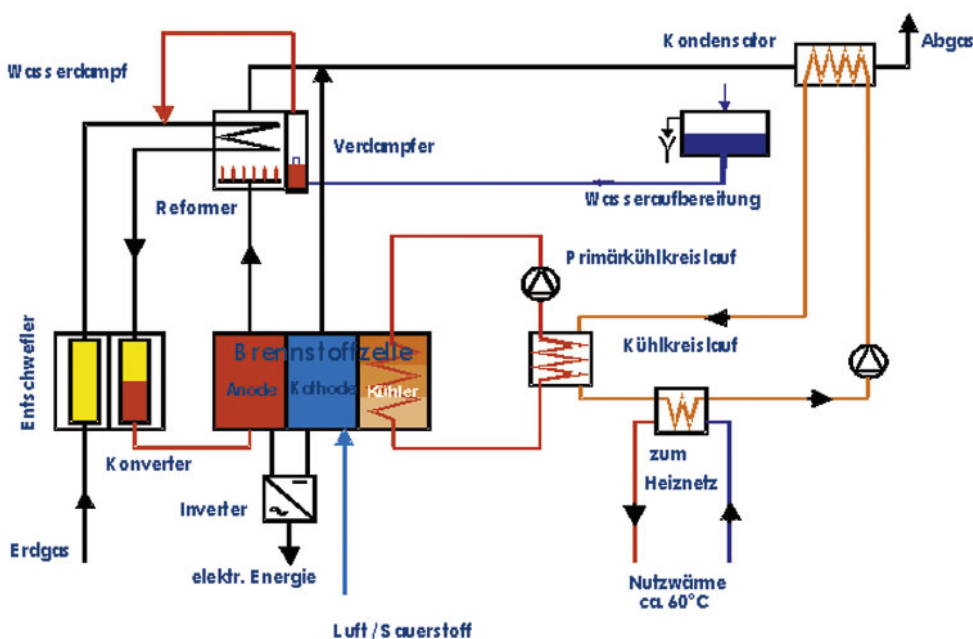 Kondensator
Abgas
Wasserdampf
Verdampfer
Wasseraufbereitung
Reformer
Primärkühlkreislauf
Entschwefler
Brennstoffzelle
Anode
Kathode
Kühler
Kühlkreislauf
Konverter
zum
Heiznetz
Inverter
Erdgas
elektr. Energie
Nutzwärme
ca. 60°C
Luft/Sauerstoff